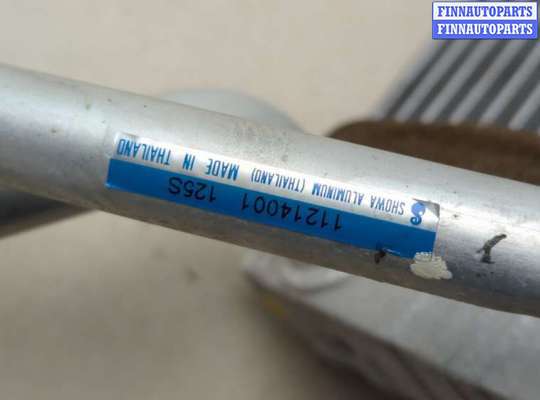 FINNAUTOPARTS
FINNAUTOPARTS
SHOWA ALUMINUM (THAILAND) MADE IN THAILAND
11214001 125S